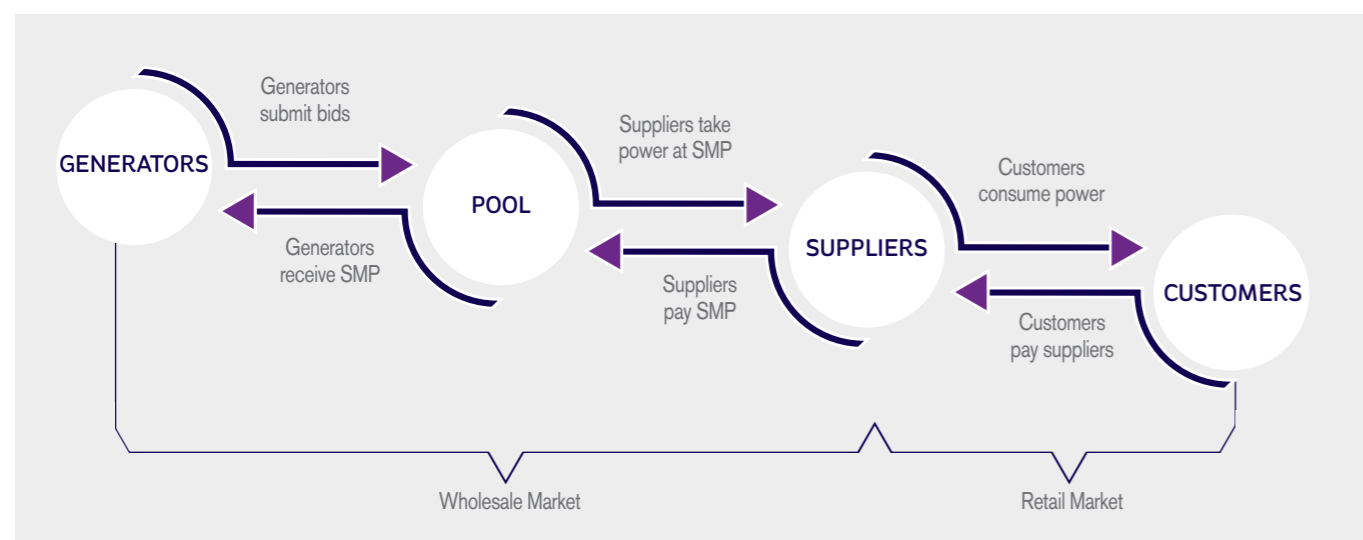 Generators
submit bids
GENERATORS
Generators
receive SMP
POOL
Suppliers take
power at SMP
Suppliers
pay SMP
SUPPLIERS
Customers
consume power
Customers
pay suppliers
CUSTOMERS
Wholesale Market
Retail Market